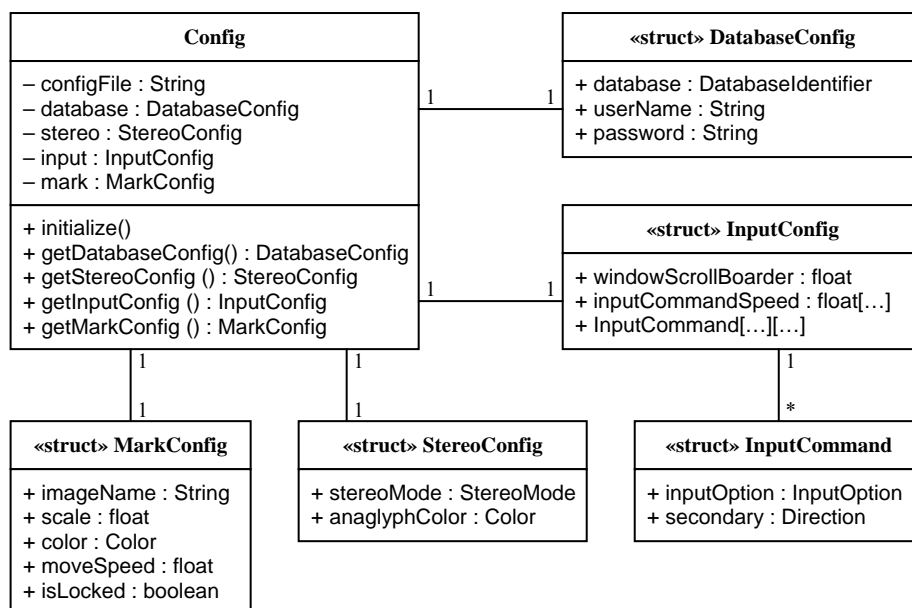 Config
– configFile : String
– database : DatabaseConfig
– stereo : StereoConfig
– input : InputConfig
– mark : MarkConfig
+ initialize()
+ getDatabaseConfig() : DatabaseConfig
+ getStereoConfig () : StereoConfig
+ getInputConfig () : InputConfig
+ getMarkConfig () : MarkConfig
1 1
«struct» DatabaseConfig
+ database : DatabaseIdentifier
+ userName : String
+ password : String
1 1
«struct» InputConfig
+ windowScrollBoarder : float
+ inputCommandSpeed : float[…]
+ InputCommand[…][…]
1
1
«struct» MarkConfig
+ imageName : String
+ scale : float
+ color : Color
+ moveSpeed : float
+ isLocked : boolean
1
1
«struct» StereoConfig
+ stereoMode : StereoMode
+ anaglyphColor : Color
1
*
«struct» InputCommand
+ inputOption : InputOption
+ secondary : Direction